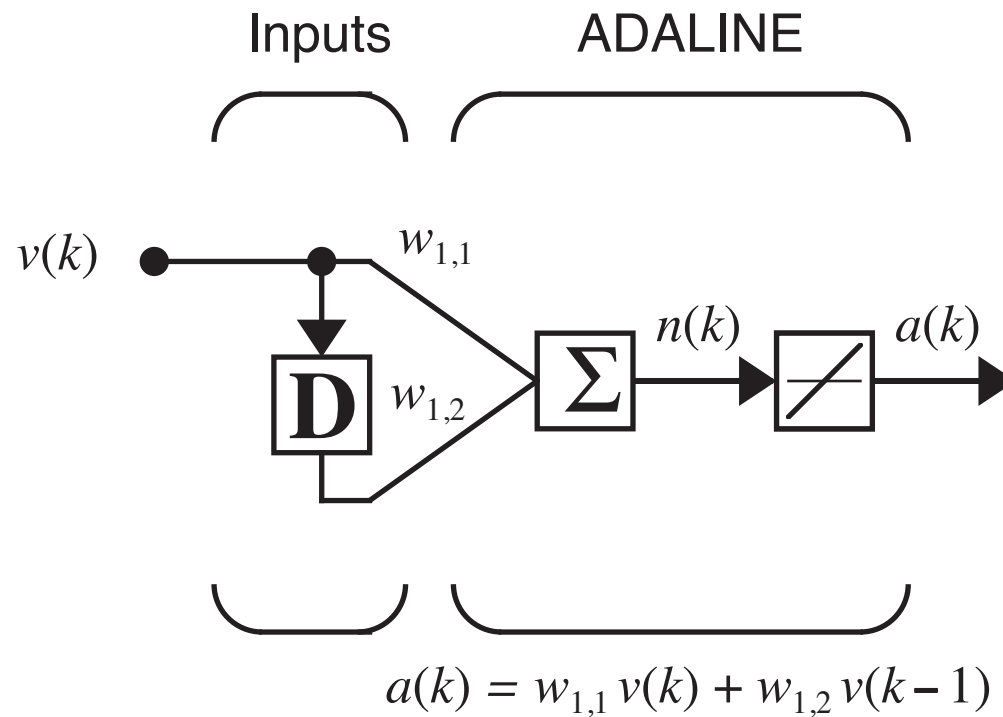 Inputs ADALINE
v(k) w₁,₁
n(k) a(k)
D w₁,₂ Σ
a(k) = w₁,₁ v(k) + w₁,₂ v(k − 1)